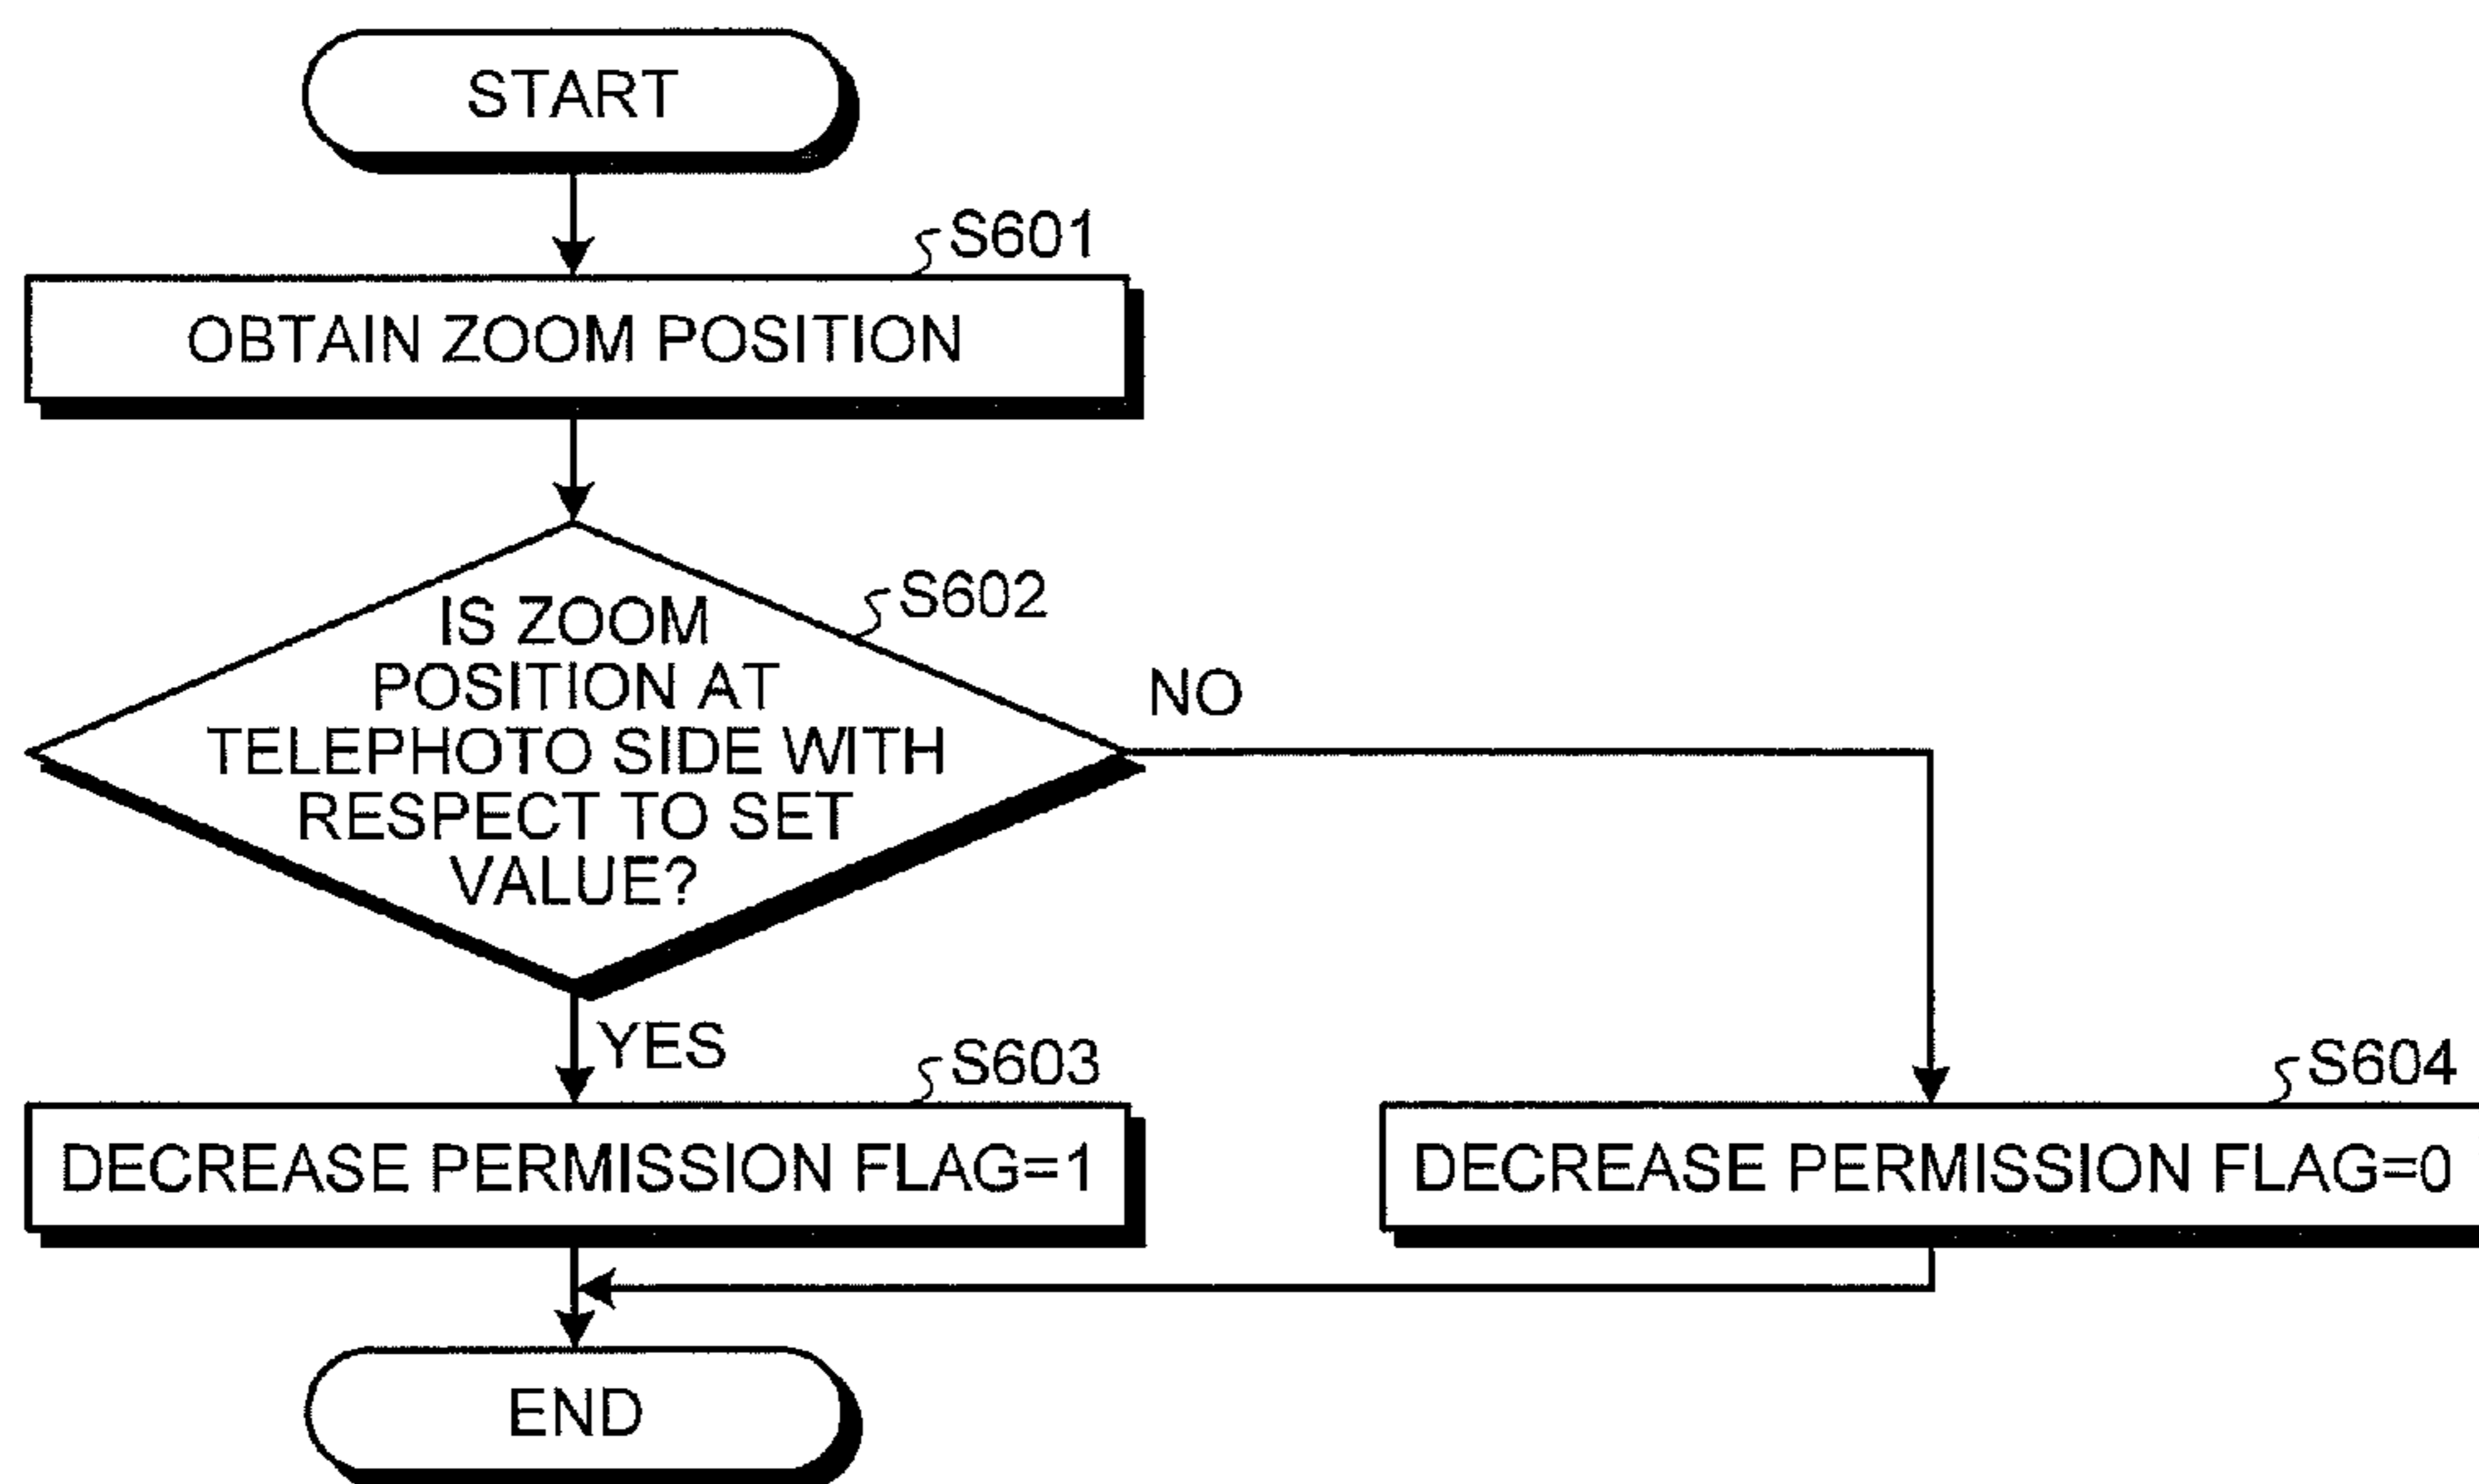 START
S601
OBTAIN ZOOM POSITION
S602
IS ZOOM
POSITION AT
TELEPHOTO SIDE WITH
RESPECT TO SET
VALUE?
NO
YES
S603
DECREASE PERMISSION FLAG=1
S604
DECREASE PERMISSION FLAG=0
END